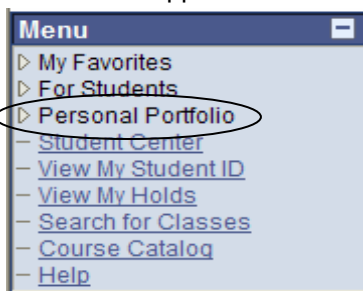 Menu
My Favorites
For Students
Personal Portfolio
Student Center
View My Student ID
View My Holds
Search for Classes
Course Catalog
Help